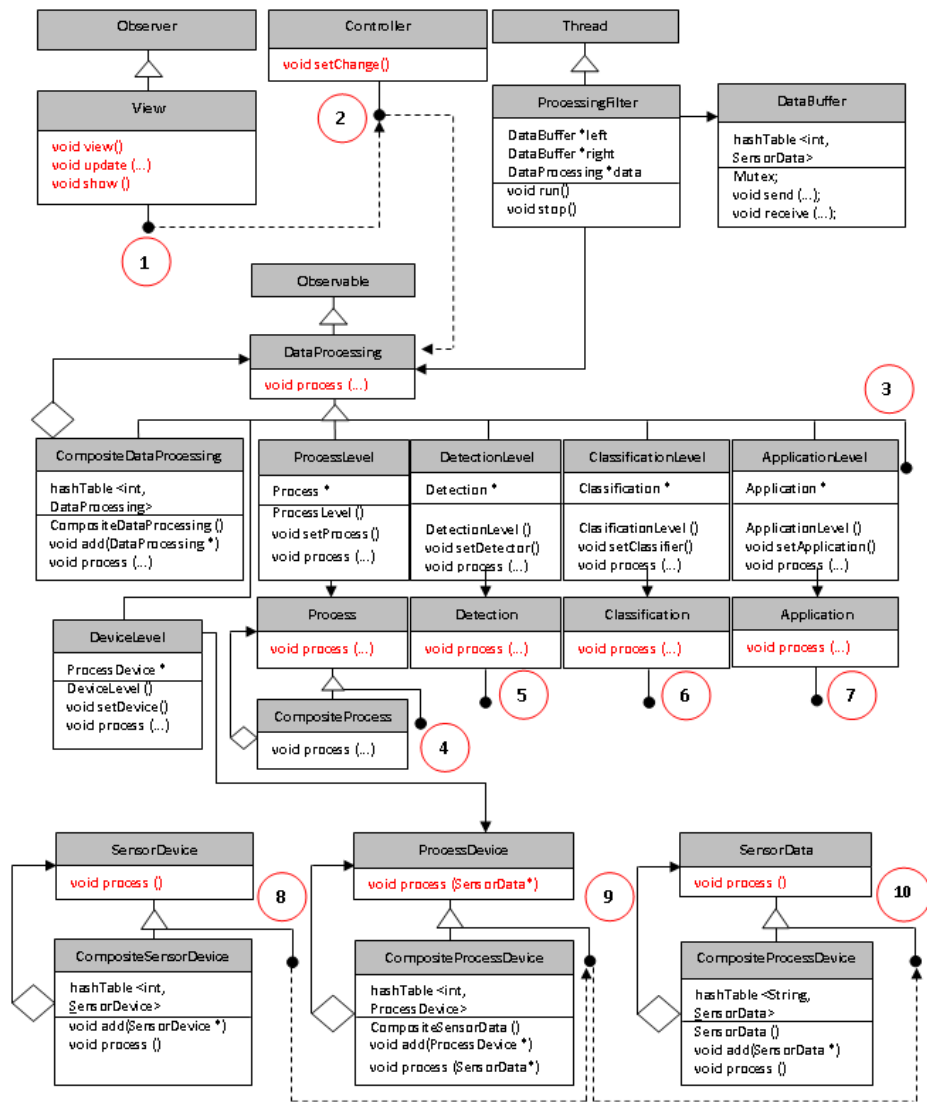 Observer
Controller
void setChange()
Thread
View
void view()
void update (...)
void show ()
2
ProcessingFilter
DataBuffer *left
DataBuffer *right
DataProcessing *data
void run()
void stop()
DataBuffer
hashTable <int,
SensorData>
Mutex;
void send (...);
void receive (...);
1
Observable
DataProcessing
void process (...)
3
CompositeDataProcessing
hashTable <int,
DataProcessing>
CompositeDataProcessing ()
void add(DataProcessing *)
void process (...)
ProcessLevel
Process *
ProcessLevel ()
void setProcess()
void process (...)
DetectionLevel
Detection *
DetectionLevel ()
void setDetector()
void process (...)
ClassificationLevel
Classification *
ClasificationLevel ()
void setClassifier()
void process (...)
ApplicationLevel
Application *
ApplicationLevel ()
void setApplication()
void process (...)
DeviceLevel
ProcessDevice *
DeviceLevel ()
void setDevice()
void process (...)
Process
void process (...)
Detection
void process (...)
Classification
void process (...)
Application
void process (...)
5
6
7
CompositeProcess
void process (...)
4
SensorDevice
void process ()
8
ProcessDevice
void process (SensorData*)
9
SensorData
void process ()
10
CompositeSensorDevice
hashTable <int,
SensorDevice>
void add(SensorDevice *)
void process ()
CompositeProcessDevice
hashTable <int,
ProcessDevice>
CompositeSensorData ()
void add(ProcessDevice *)
void process (SensorData*)
CompositeProcessDevice
hashTable <String,
SensorData>
SensorData ()
void add(SensorData *)
void process ()